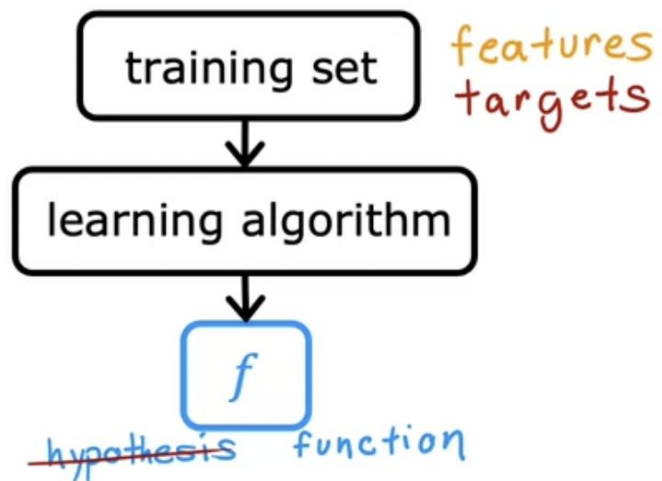 training set
features
targets
learning algorithm
f
hypothesis function